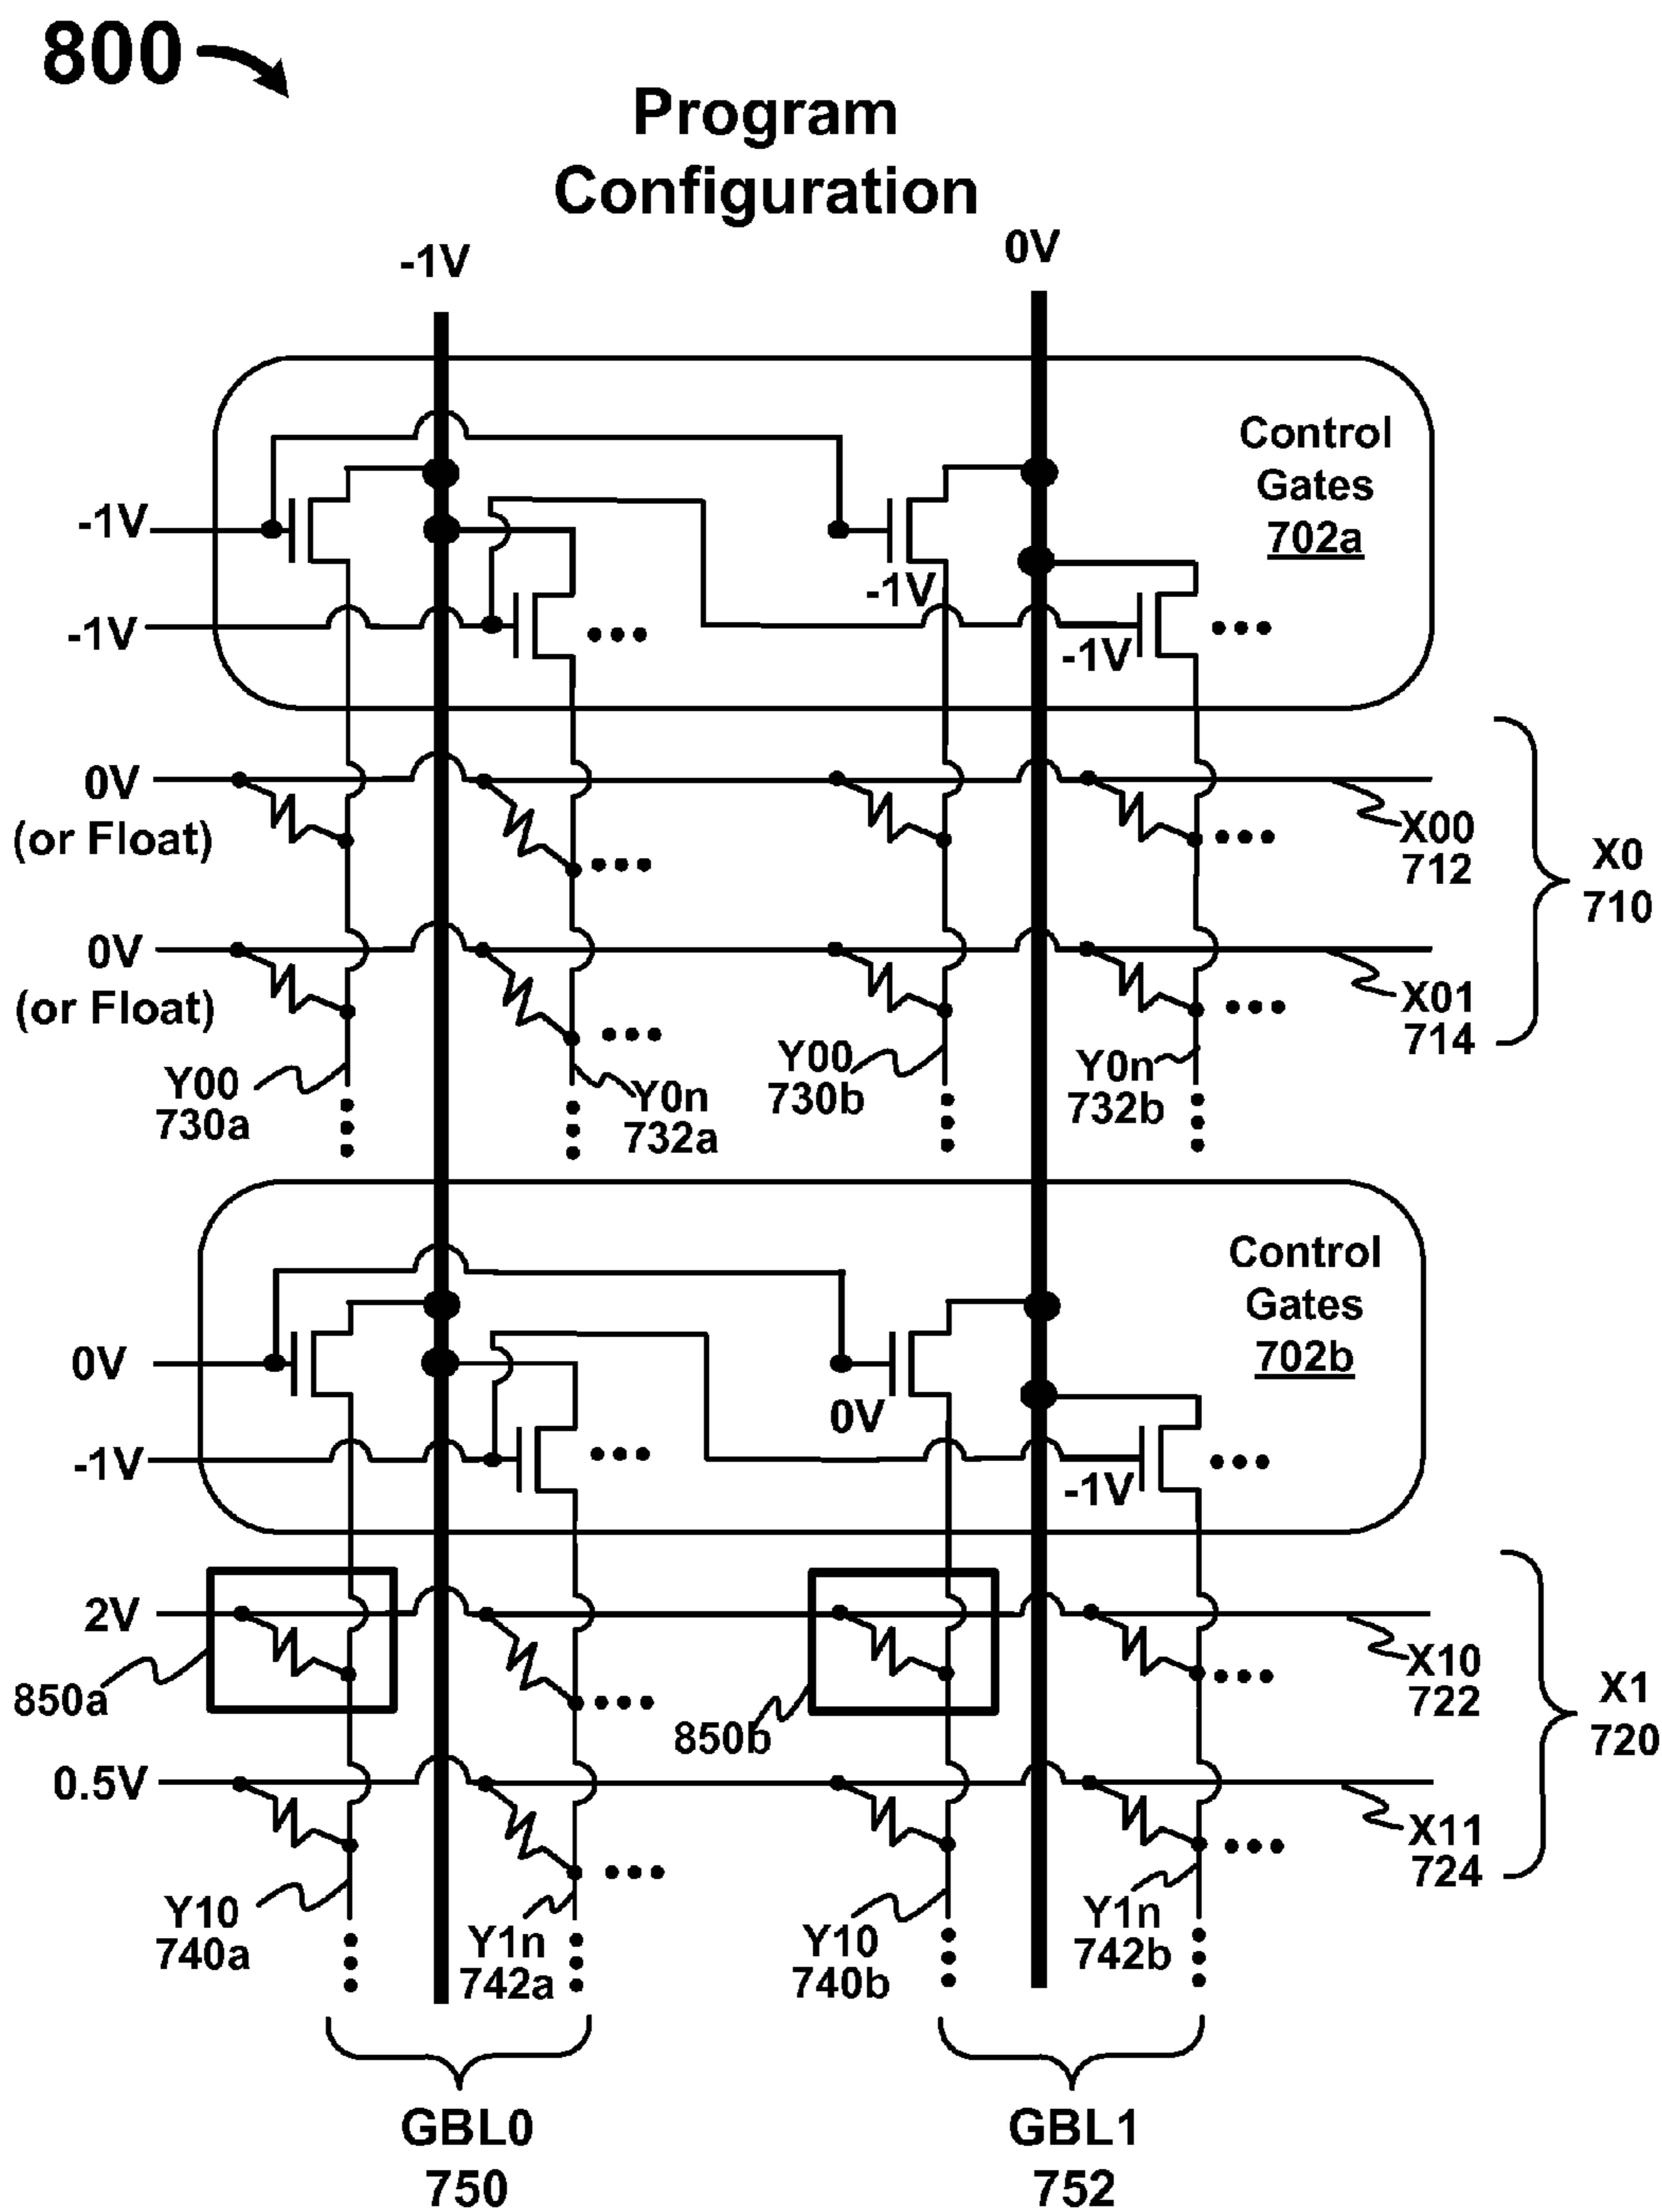 800
Program
Configuration
-1V
0V
Control
Gates
702a
-1V
-1V
-1V
-1V
0V
(or Float)
X00
712
X0
710
0V
(or Float)
X01
714
Y00
730a
Y0n
732a
Y00
730b
Y0n
732b
Control
Gates
702b
0V
0V
-1V
-1V
2V
850a
850b
X10
722
X1
720
0.5V
X11
724
Y10
740a
Y1n
742a
Y10
740b
Y1n
742b
GBL0
750
GBL1
752